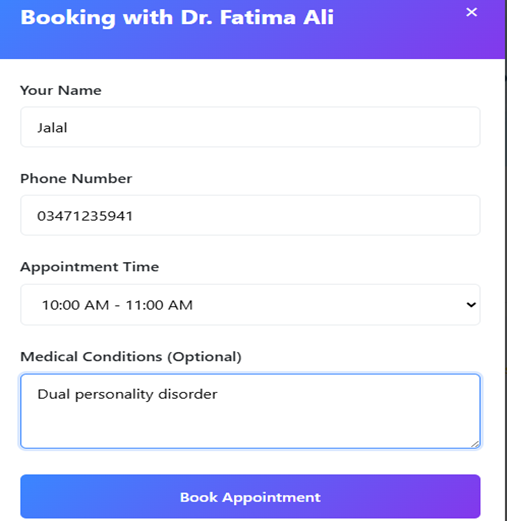 Booking with Dr. Fatima Ali
×
Your Name
Jalal
Phone Number
03471235941
Appointment Time
10:00 AM - 11:00 AM
Medical Conditions (Optional)
Dual personality disorder
Book Appointment